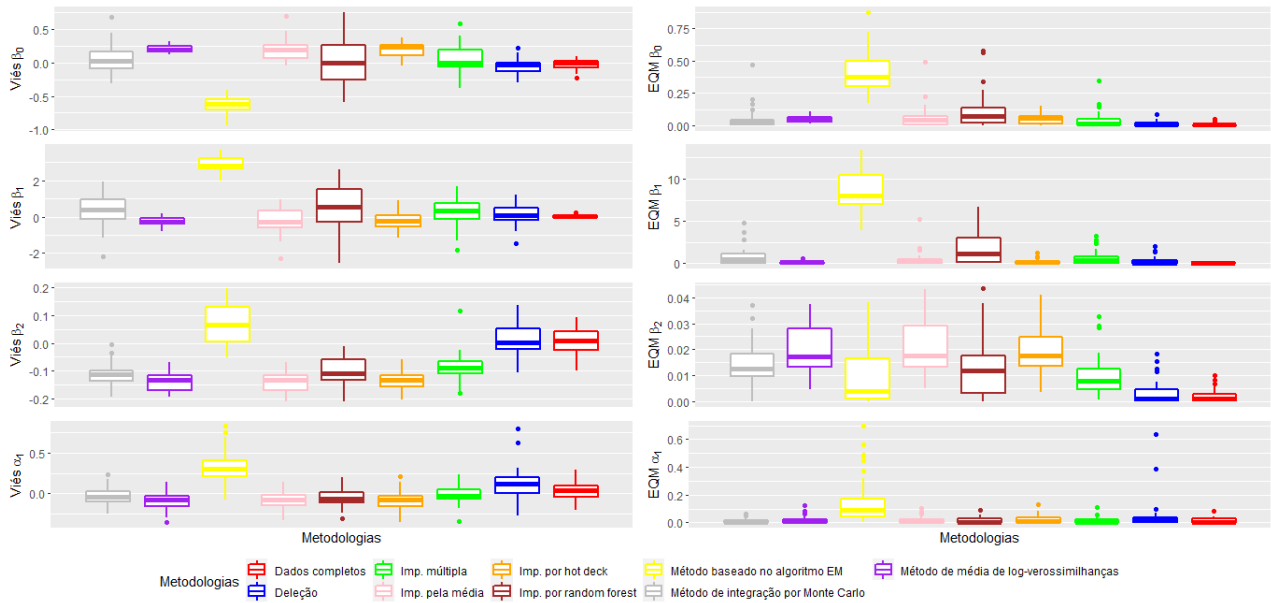 Viés β0
0.5
0.0
-0.5
-1.0
EQM β0
0.75
0.50
0.25
0.00
Viés β1
2
0
-2
EQM β1
10
5
0
Viés β2
0.2
0.1
0.0
-0.1
-0.2
EQM β2
0.04
0.03
0.02
0.01
0.00
Viés α1
0.5
0.0
EQM α1
0.6
0.4
0.2
0.0
Metodologias
Metodologias
Metodologias
Dados completos
Deleção
Imp. múltipla
Imp. pela média
Imp. por hot deck
Imp. por random forest
Método baseado no algoritmo EM
Método de integração por Monte Carlo
Método de média de log-verossimilhanças